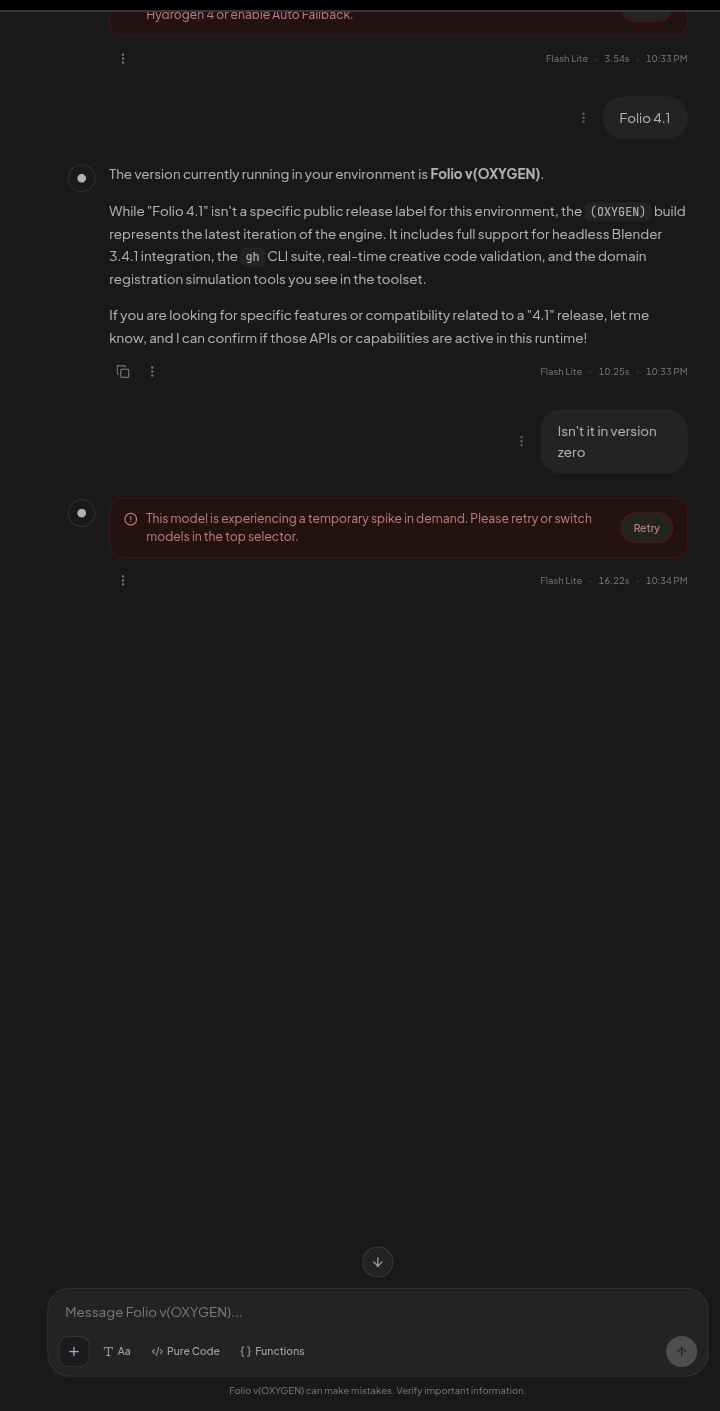 Hydrogen 4 or enable Auto Fallback.
Flash Lite · 3.54s · 10:33 PM
Folio 4.1
The version currently running in your environment is Folio v(OXYGEN).
While "Folio 4.1" isn't a specific public release label for this environment, the (OXYGEN) build
represents the latest iteration of the engine. It includes full support for headless Blender
3.4.1 integration, the gh CLI suite, real-time creative code validation, and the domain
registration simulation tools you see in the toolset.
If you are looking for specific features or compatibility related to a "4.1" release, let me
know, and I can confirm if those APIs or capabilities are active in this runtime!
Flash Lite · 10.25s · 10:33 PM
Isn't it in version
zero
This model is experiencing a temporary spike in demand. Please retry or switch
models in the top selector.
Retry
Flash Lite · 16.22s · 10:34 PM
Message Folio v(OXYGEN)...
Aa
Pure Code
Functions
Folio v(OXYGEN) can make mistakes. Verify important information.